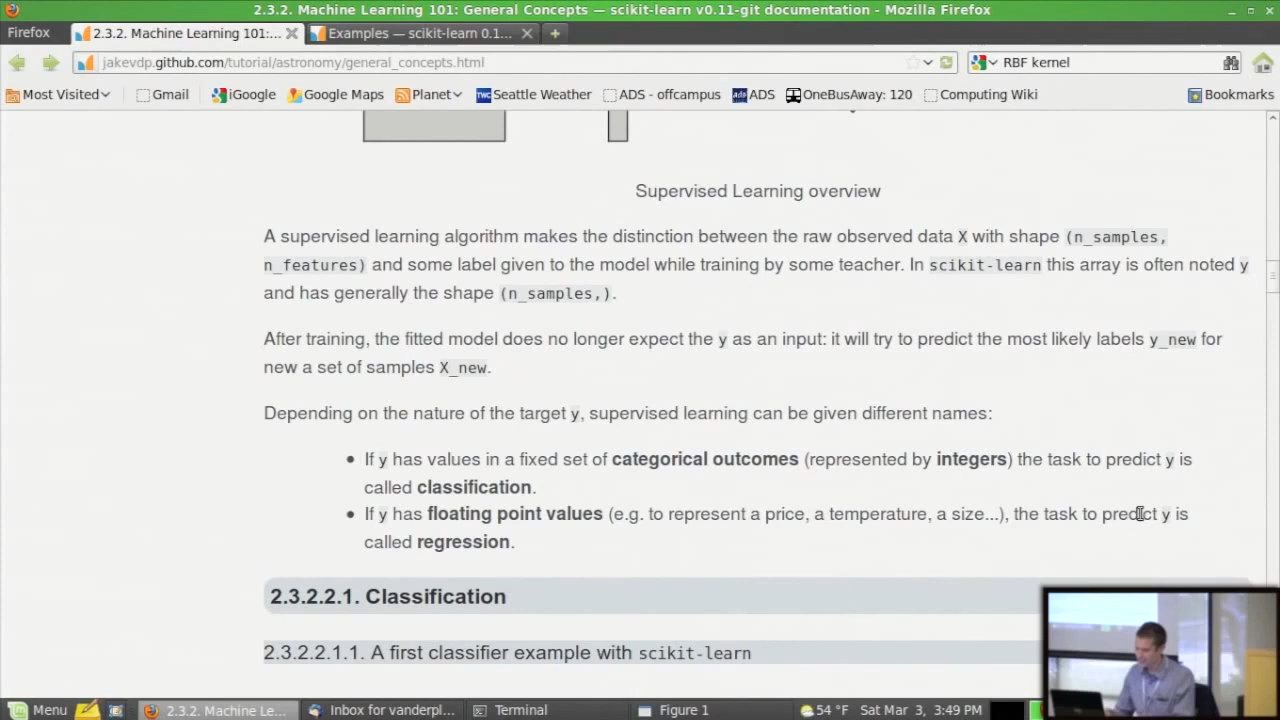 2.3.2. Machine Learning 101: General Concepts — scikit-learn v0.11-git documentation - Mozilla Firefox
Firefox
2.3.2. Machine Learning 101:...
Examples — scikit-learn 0.1...
jakevdp.github.com/tutorial/astronomy/general_concepts.html
RBF kernel
Most Visited Gmail iGoogle Google Maps Planet TWC Seattle Weather ADS - offcampus ads ADS OneBusAway: 120 Computing Wiki Bookmarks
Supervised Learning overview
A supervised learning algorithm makes the distinction between the raw observed data X with shape (n_samples,
n_features) and some label given to the model while training by some teacher. In scikit-learn this array is often noted y
and has generally the shape (n_samples,).
After training, the fitted model does no longer expect the y as an input: it will try to predict the most likely labels y_new for
new a set of samples X_new.
Depending on the nature of the target y, supervised learning can be given different names:
• If y has values in a fixed set of categorical outcomes (represented by integers) the task to predict y is
called classification.
• If y has floating point values (e.g. to represent a price, a temperature, a size...), the task to predict y is
called regression.
2.3.2.2.1. Classification
2.3.2.2.1.1. A first classifier example with scikit-learn
Menu 2.3.2. Machine Le... Inbox for vanderpl... Terminal Figure 1 54 °F Sat Mar 3, 3:49 PM